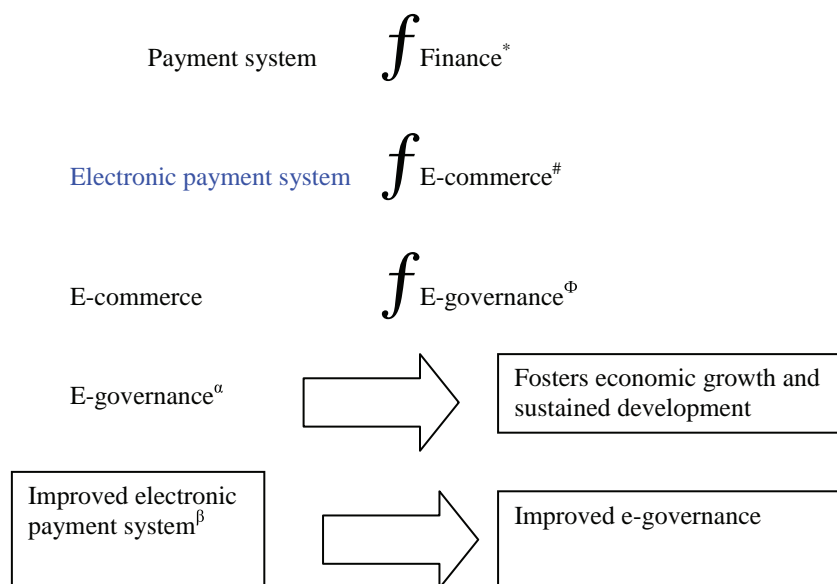 Payment system ƒ Finance*
Electronic payment system ƒ E-commerce#
E-commerce ƒ E-governanceΦ
E-governanceα
Fosters economic growth and
sustained development
Improved electronic
payment systemβ
Improved e-governance